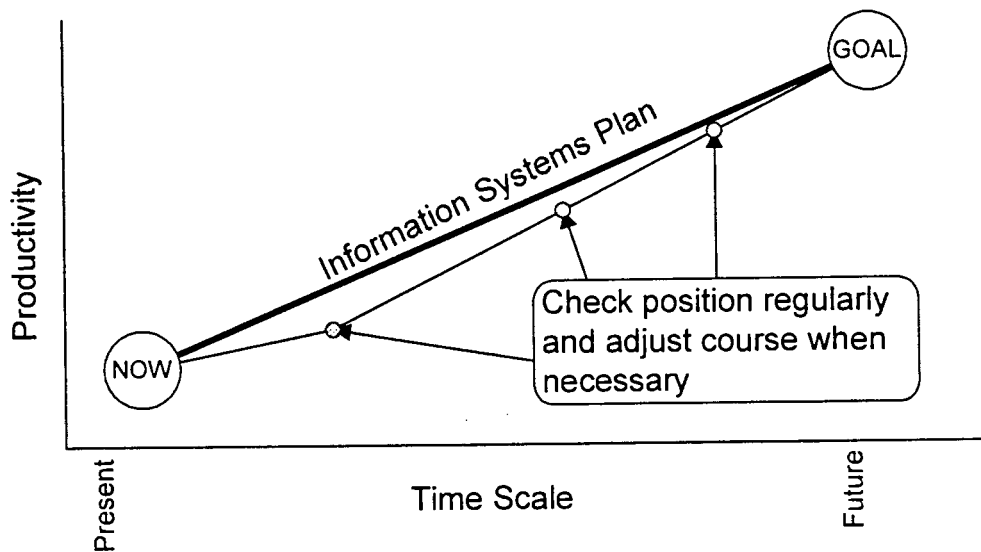 GOAL
Information Systems Plan
Productivity
Check position regularly
and adjust course when
necessary
NOW
Present
Time Scale
Future